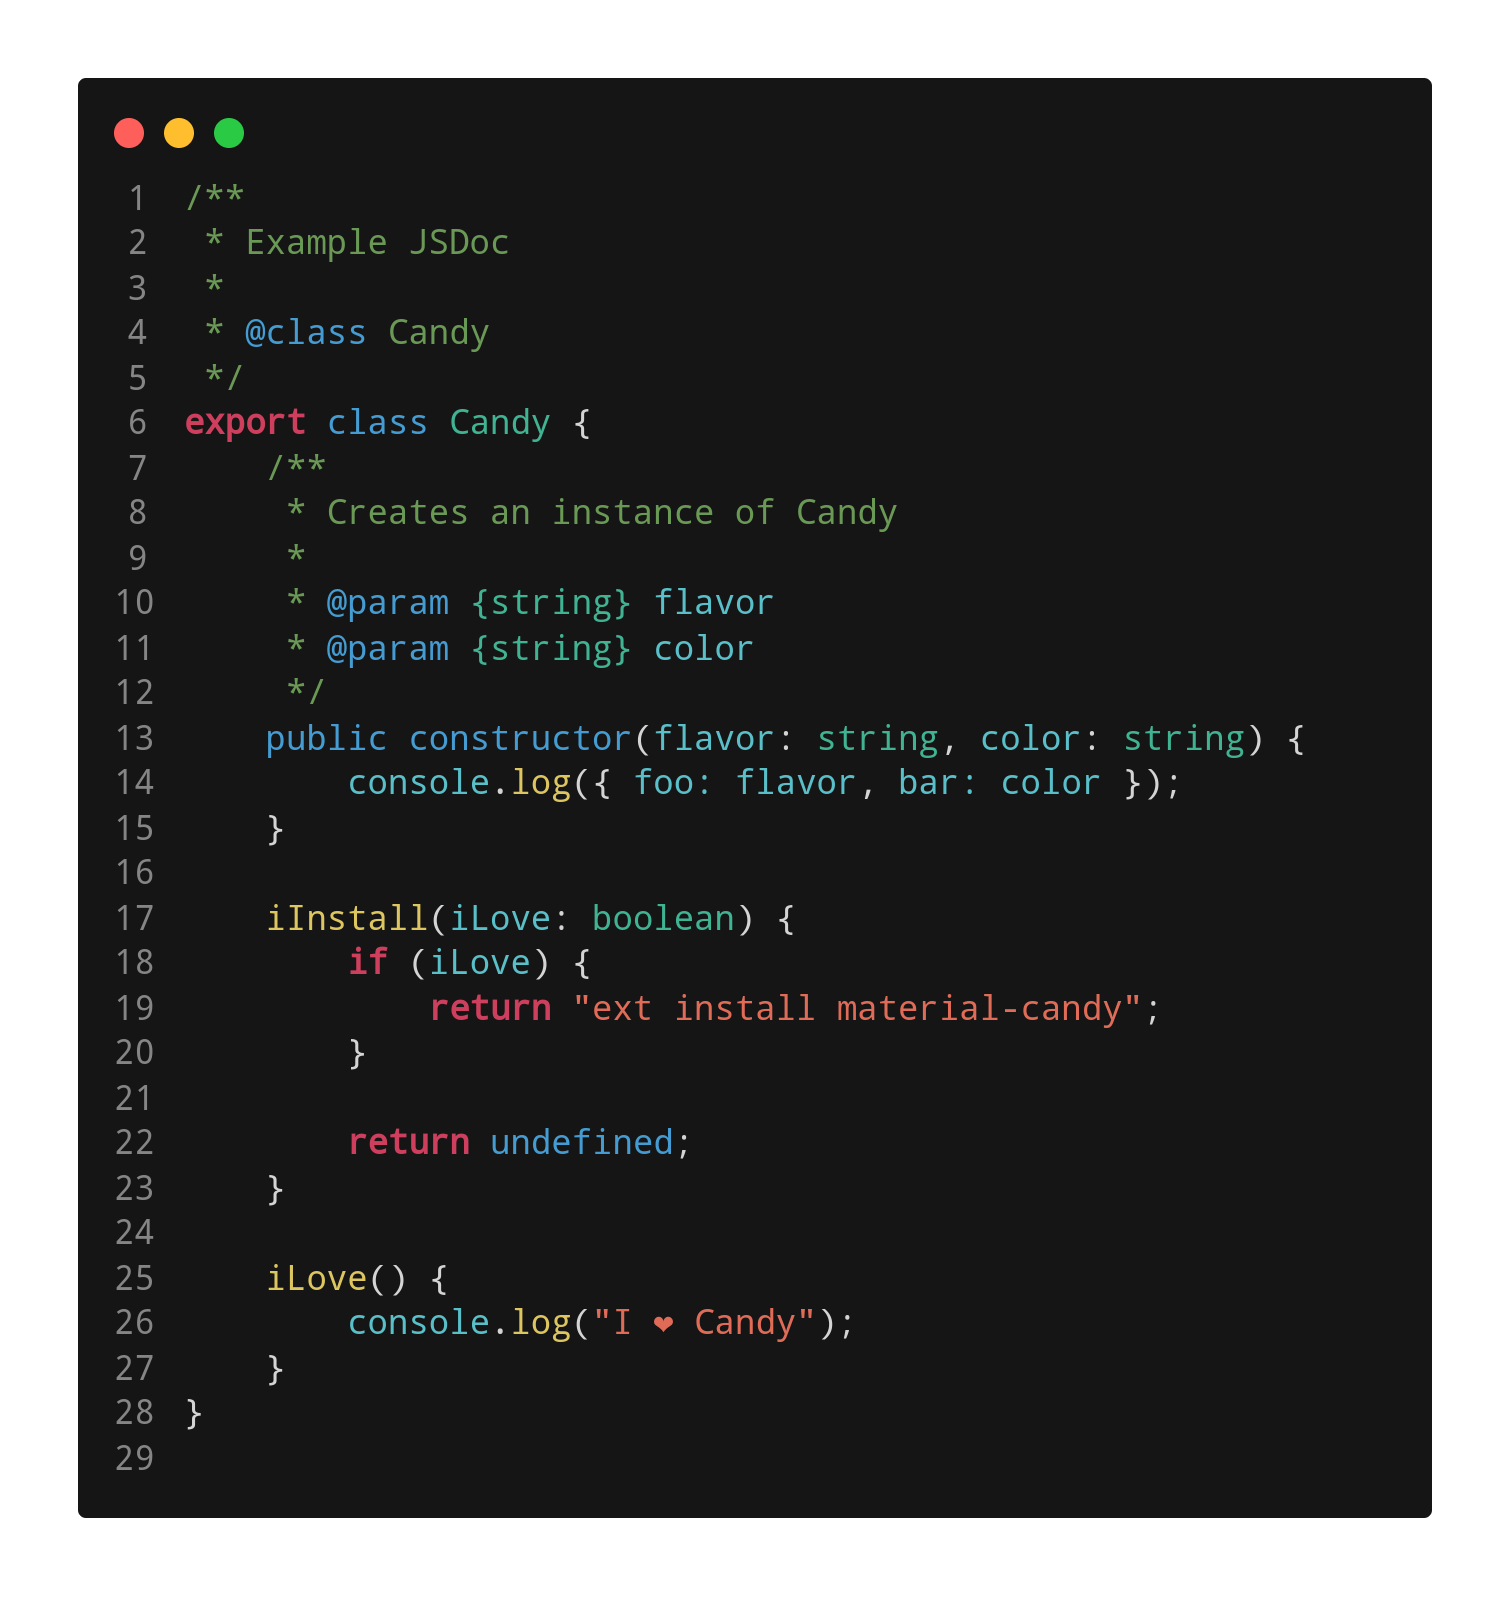 1 /**
2  * Example JSDoc
3  *
4  * @class Candy
5  */
6 export class Candy {
7     /**
8      * Creates an instance of Candy
9      *
10      * @param {string} flavor
11      * @param {string} color
12      */
13     public constructor(flavor: string, color: string) {
14         console.log({ foo: flavor, bar: color });
15     }
16
17     iInstall(iLove: boolean) {
18         if (iLove) {
19             return "ext install material-candy";
20         }
21
22         return undefined;
23     }
24
25     iLove() {
26         console.log("I ❤ Candy");
27     }
28 }
29